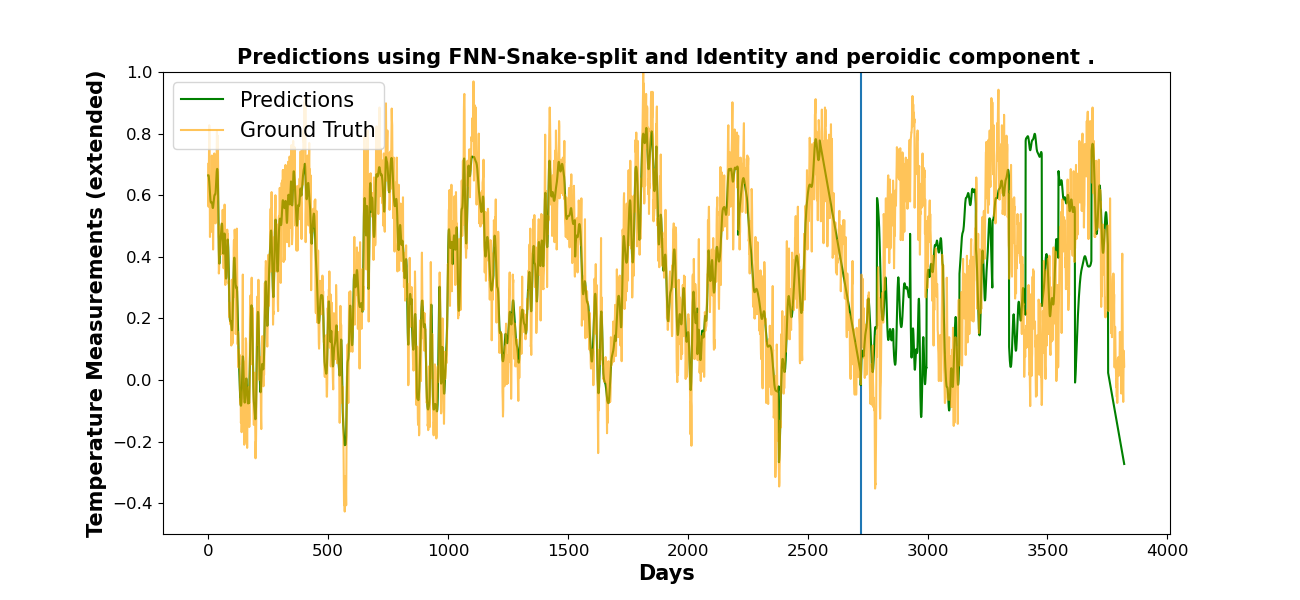 Predictions using FNN-Snake-split and Identity and peroidic component .
Temperature Measurements (extended)
1.0
0.8
0.6
0.4
0.2
0.0
−0.2
−0.4
Predictions
Ground Truth
0 500 1000 1500 2000 2500 3000 3500 4000
Days